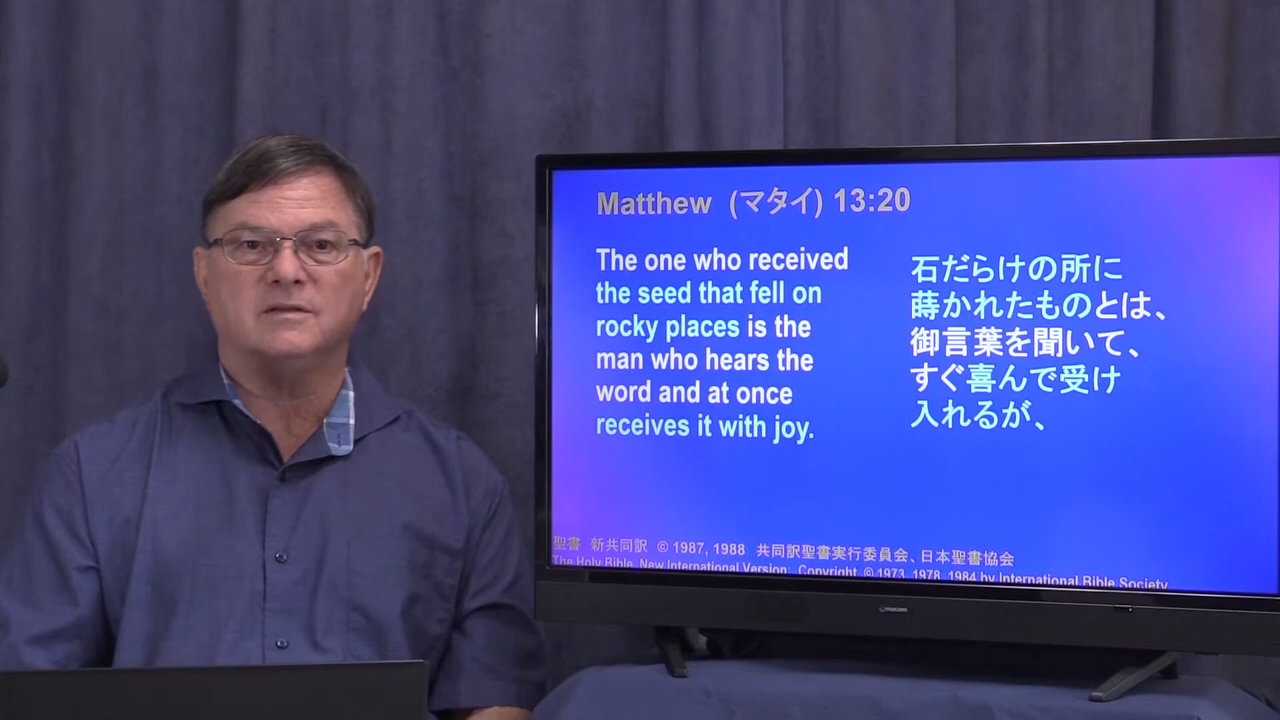 Matthew (マタイ) 13:20
The one who received
the seed that fell on
rocky places is the
man who hears the
word and at once
receives it with joy.
石だらけの所に
蒔かれたものとは、
御言葉を聞いて、
すぐ喜んで受け
入れるが、
聖書 新共同訳 © 1987, 1988 共同訳聖書実行委員会、日本聖書協会
The Holy Bible, New International Version: Copyright © 1973, 1978, 1984 by International Bible Society